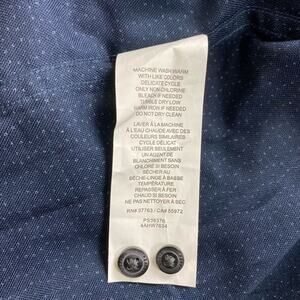 MACHINE WASH WARM
WITH LIKE COLORS
DELICATE CYCLE
ONLY NON-CHLORINE
BLEACH IF NEEDED
TUMBLE DRY LOW
WARM IRON IF NEEDED
DO NOT DRY CLEAN
LAVER À LA MACHINE
À L'EAU CHAUDE AVEC DES
COULEURS SIMILAIRES
CYCLE DÉLICAT
UTILISEZ SEULEMENT
UN AGENT DE
BLANCHIMENT SANS
CHLORE SI BESOIN
SÉCHER AU
SÈCHE-LINGE À BASSE
TEMPÉRATURE
REPASSER À CHAUD
SI BESOIN
NE PAS NETTOYER À SEC
RN# 37763 / CA# 55972
PS56376
4AHW7634